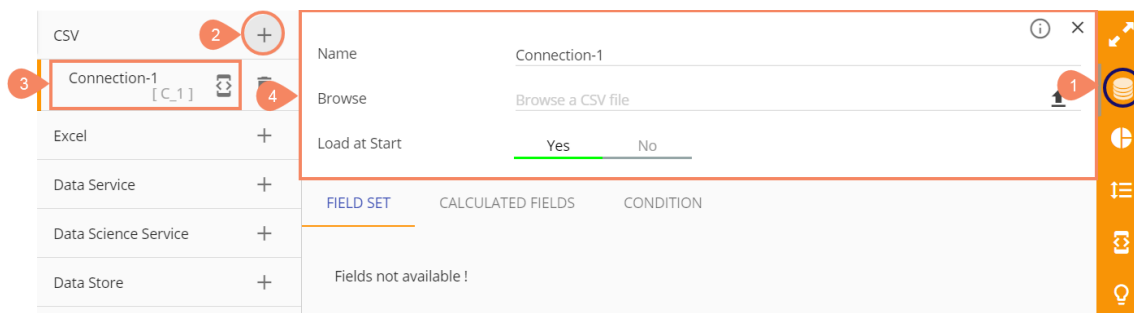 CSV
2
Connection-1
[ C_1 ]
3
4
Excel
Data Service
Data Science Service
Data Store
Name
Connection-1
Browse
Browse a CSV file
1
Load at Start
Yes
No
FIELD SET
CALCULATED FIELDS
CONDITION
Fields not available !